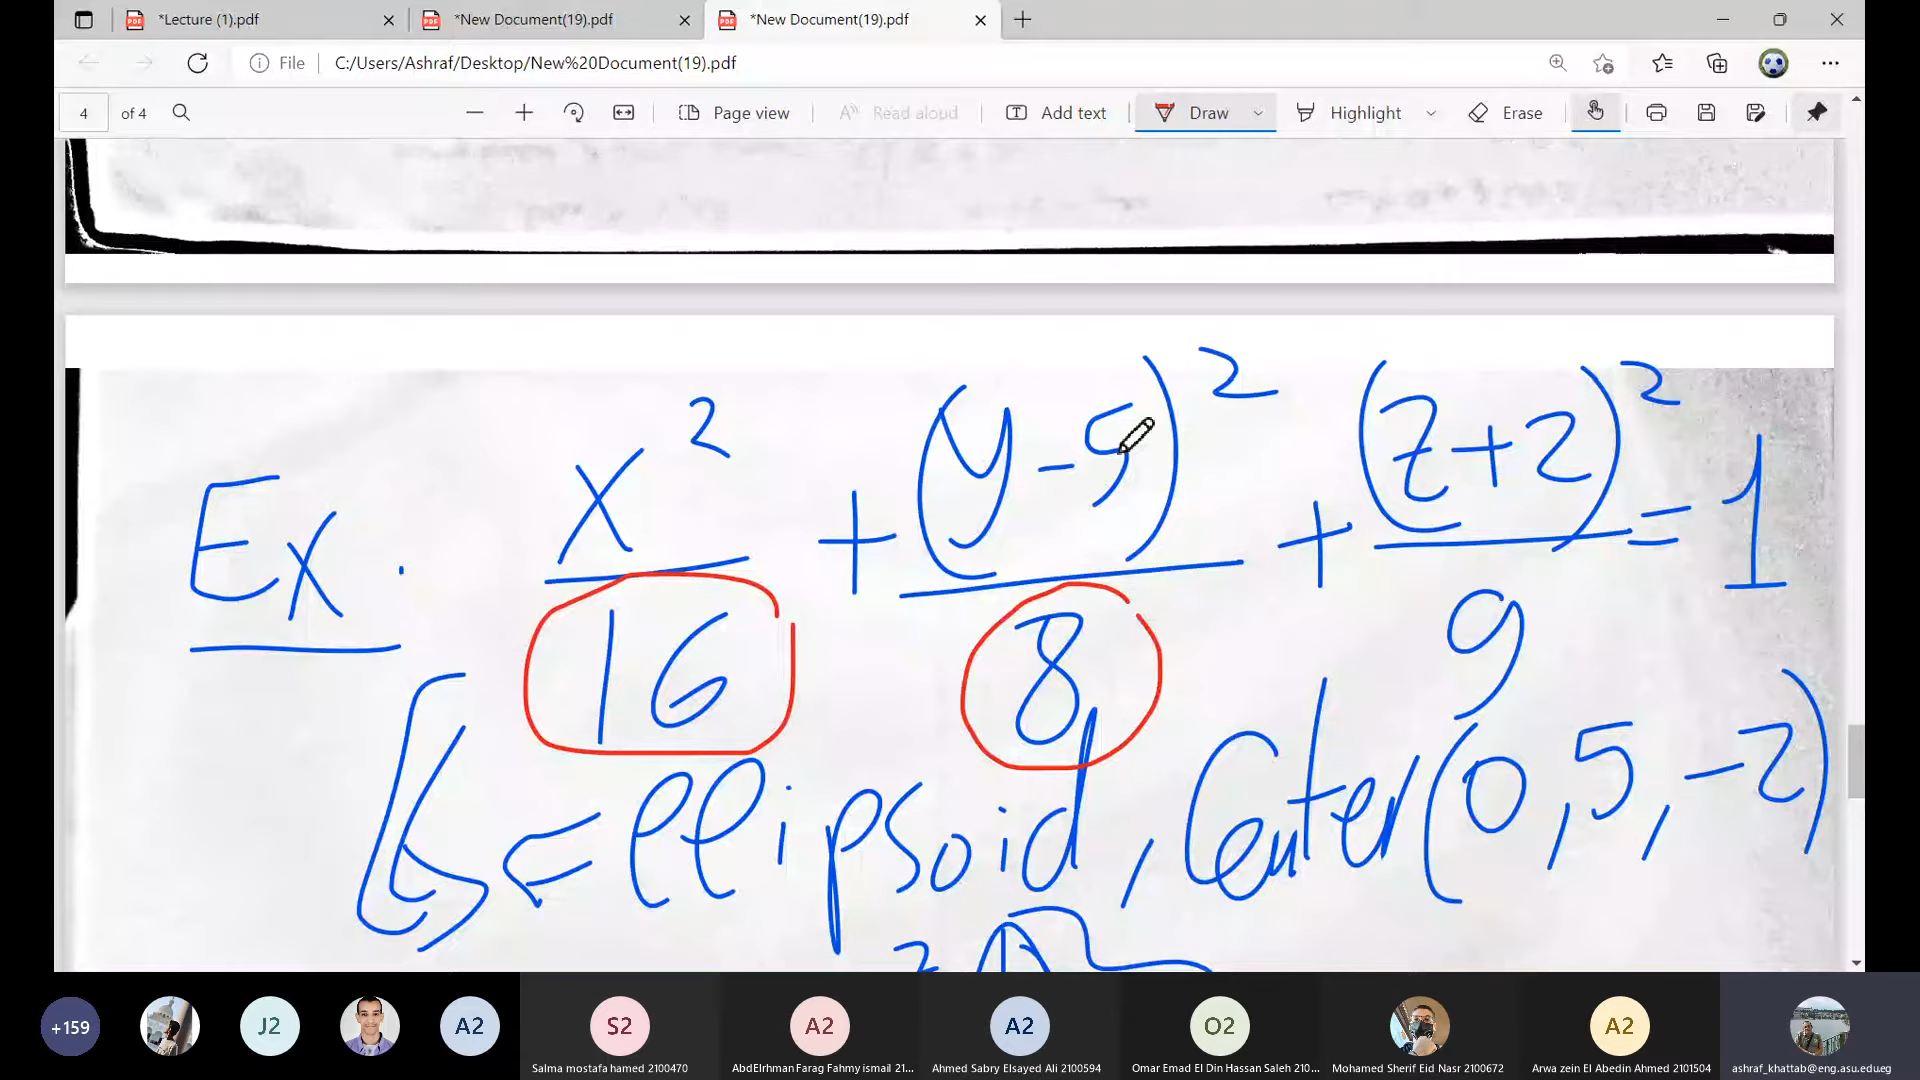 *Lecture (1).pdf
*New Document(19).pdf
*New Document(19).pdf
File
C:/Users/Ashraf/Desktop/New%20Document(19).pdf
4 of 4
Page view
Read aloud
Add text
Draw
Highlight
Erase
Ex. x²/16 + (y-5)²/8 + (z+2)²/9 = 1
ellipsoid, Center(0,5,-2)
+159
J2
A2
S2
A2
A2
O2
A2
Salma mostafa hamed 2100470
AbdElrhman Farag Fahmy ismail 21...
Ahmed Sabry Elsayed Ali 2100594
Omar Emad El Din Hassan Saleh 210...
Mohamed Sherif Eid Nasr 2100672
Arwa zein El Abedin Ahmed 2101504
ashraf_khattab@eng.asu.edu.eg